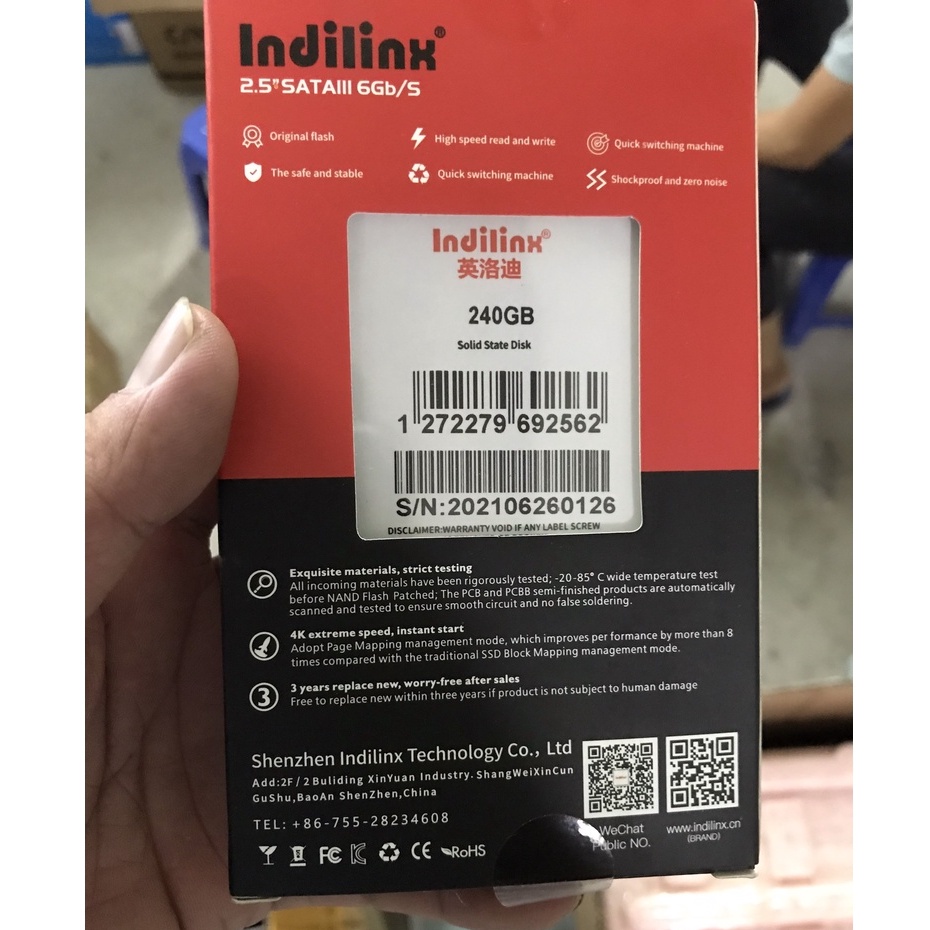 Indilinx®
2.5"SATAIII 6Gb/S
Original flash
High speed read and write
Quick switching machine
The safe and stable
Quick switching machine
Shockproof and zero noise
Indilinx®
英洛迪
240GB
Solid State Disk
1 272279 692562
S/N:202106260126
DISCLAIMER:WARRANTY VOID IF ANY LABEL SCREW
Exquisite materials, strict testing
All incoming materials have been rigorously tested; -20-85° C wide temperature test
before NAND Flash Patched; The PCB and PCBB semi-finished products are automatically
scanned and tested to ensure smooth circuit and no false soldering.
4K extreme speed, instant start
Adopt Page Mapping management mode, which improves per formance by more than 8
times compared with the traditional SSD Block Mapping management mode.
3
3 years replace new, worry-free after sales
Free to replace new within three years if product is not subject to human damage
Shenzhen Indilinx Technology Co., Ltd
Add:2F/2Buliding XinYuan Industry. ShangWeiXinCun
GuShu,BaoAn ShenZhen,China
TEL: +86-755-28234608
WeChat
Public NO.
www.indilinx.cn
(BRAND)
FC CE RoHS